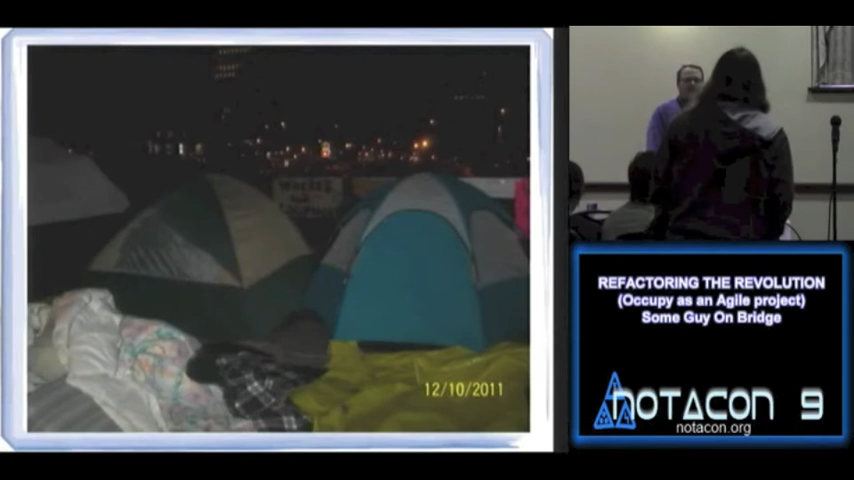 12/10/2011
REFACTORING THE REVOLUTION
(Occupy as an Agile project)
Some Guy On Bridge
NOTACON 9
notacon.org